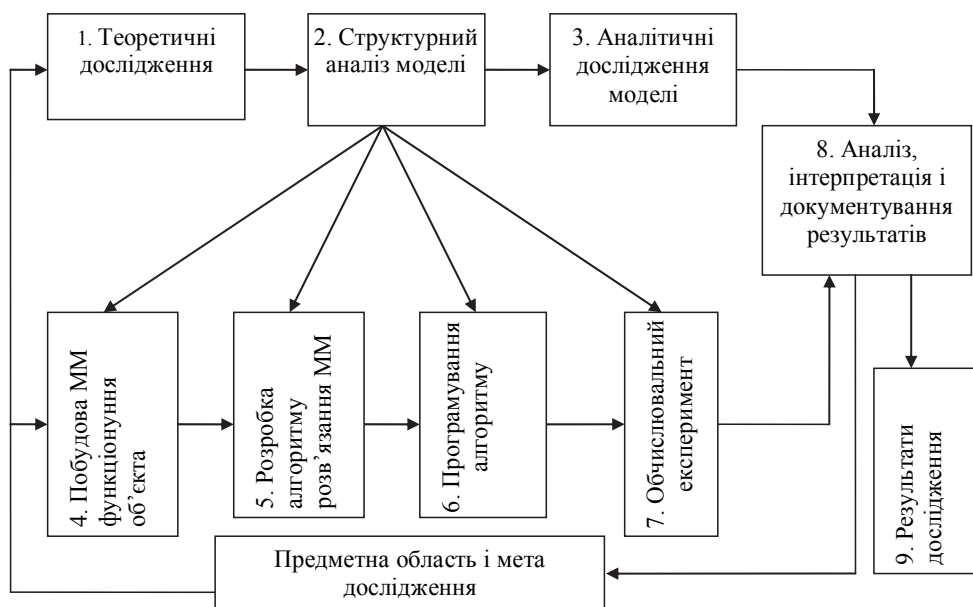 1. Теоретичні
дослідження
2. Структурний
аналіз моделі
3. Аналітичні
дослідження
моделі
8. Аналіз,
інтерпретація і
документування
результатів
4. Побудова ММ
функціонуння
об’єкта
5. Розробка
алгоритму
розв’язання ММ
6. Програмування
алгоритму
7. Обчислювальний
експеримент
9. Результати
дослідження
Предметна область і мета
дослідження